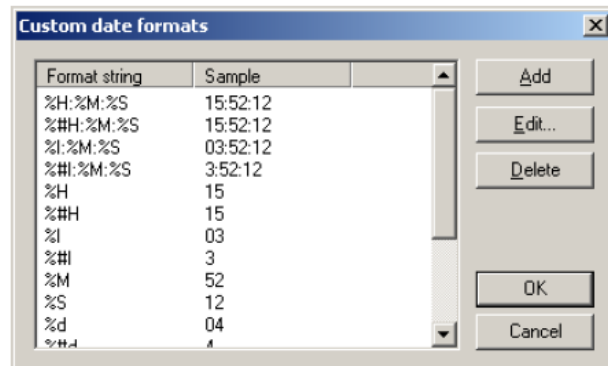 Custom date formats
Format string Sample
%H:%M:%S 15:52:12
%#H:%M:%S 15:52:12
%I:%M:%S 03:52:12
%#I:%M:%S 3:52:12
%H 15
%#H 15
%I 03
%#I 3
%M 52
%S 12
%d 04
%#d 4
Add
Edit...
Delete
OK
Cancel